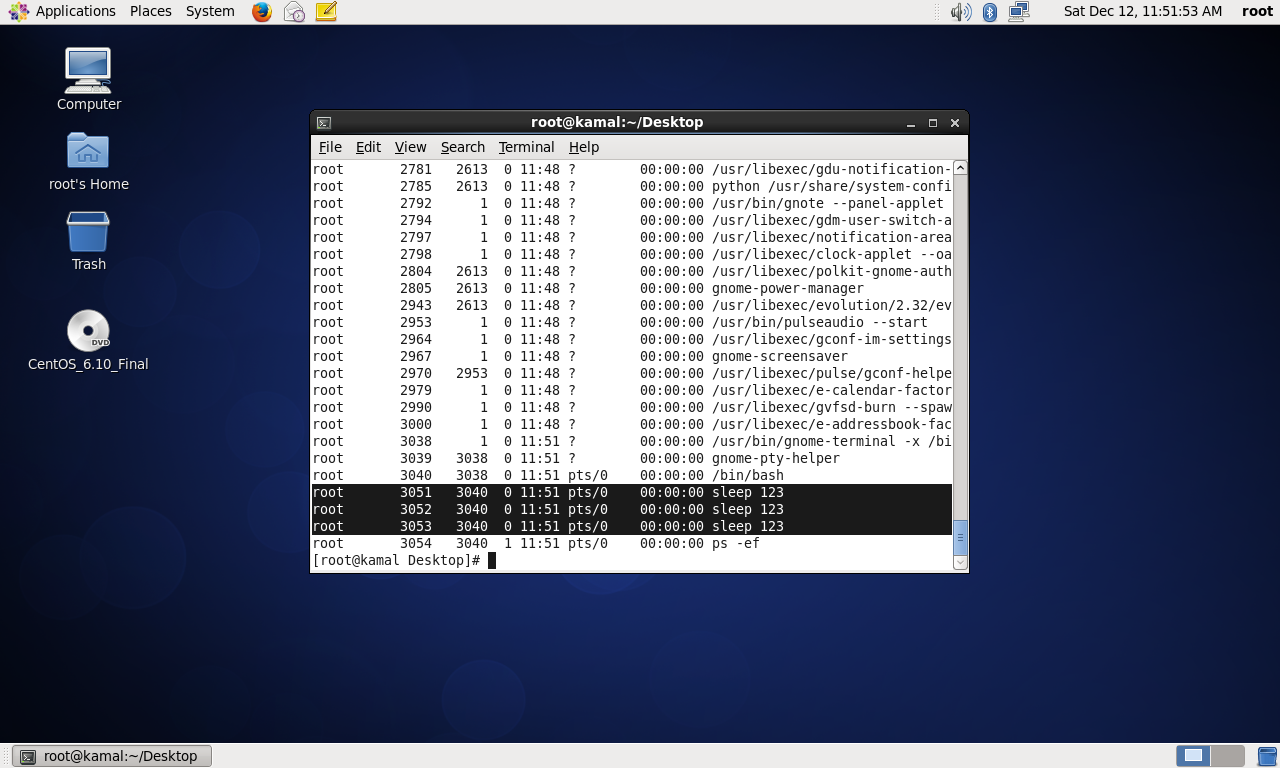 Applications Places System Sat Dec 12, 11:51:53 AM root
Computer
root's Home
Trash
DVD
CentOS_6.10_Final
root@kamal:~/Desktop
File Edit View Search Terminal Help
root 2781 2613 0 11:48 ? 00:00:00 /usr/libexec/gdu-notification-
root 2785 2613 0 11:48 ? 00:00:00 python /usr/share/system-confi
root 2792 1 0 11:48 ? 00:00:00 /usr/bin/gnote --panel-applet
root 2794 1 0 11:48 ? 00:00:00 /usr/libexec/gdm-user-switch-a
root 2797 1 0 11:48 ? 00:00:00 /usr/libexec/notification-area
root 2798 1 0 11:48 ? 00:00:00 /usr/libexec/clock-applet --oa
root 2804 2613 0 11:48 ? 00:00:00 /usr/libexec/polkit-gnome-auth
root 2805 2613 0 11:48 ? 00:00:00 gnome-power-manager
root 2943 2613 0 11:48 ? 00:00:00 /usr/libexec/evolution/2.32/ev
root 2953 1 0 11:48 ? 00:00:00 /usr/bin/pulseaudio --start
root 2964 1 0 11:48 ? 00:00:00 /usr/libexec/gconf-im-settings
root 2967 1 0 11:48 ? 00:00:00 gnome-screensaver
root 2970 2953 0 11:48 ? 00:00:00 /usr/libexec/pulse/gconf-helpe
root 2979 1 0 11:48 ? 00:00:00 /usr/libexec/e-calendar-factor
root 2990 1 0 11:48 ? 00:00:00 /usr/libexec/gvfsd-burn --spaw
root 3000 1 0 11:48 ? 00:00:00 /usr/libexec/e-addressbook-fac
root 3038 1 0 11:51 ? 00:00:00 /usr/bin/gnome-terminal -x /bi
root 3039 3038 0 11:51 ? 00:00:00 gnome-pty-helper
root 3040 3038 0 11:51 pts/0 00:00:00 /bin/bash
root 3051 3040 0 11:51 pts/0 00:00:00 sleep 123
root 3052 3040 0 11:51 pts/0 00:00:00 sleep 123
root 3053 3040 0 11:51 pts/0 00:00:00 sleep 123
root 3054 3040 1 11:51 pts/0 00:00:00 ps -ef
[root@kamal Desktop]#
root@kamal:~/Desktop